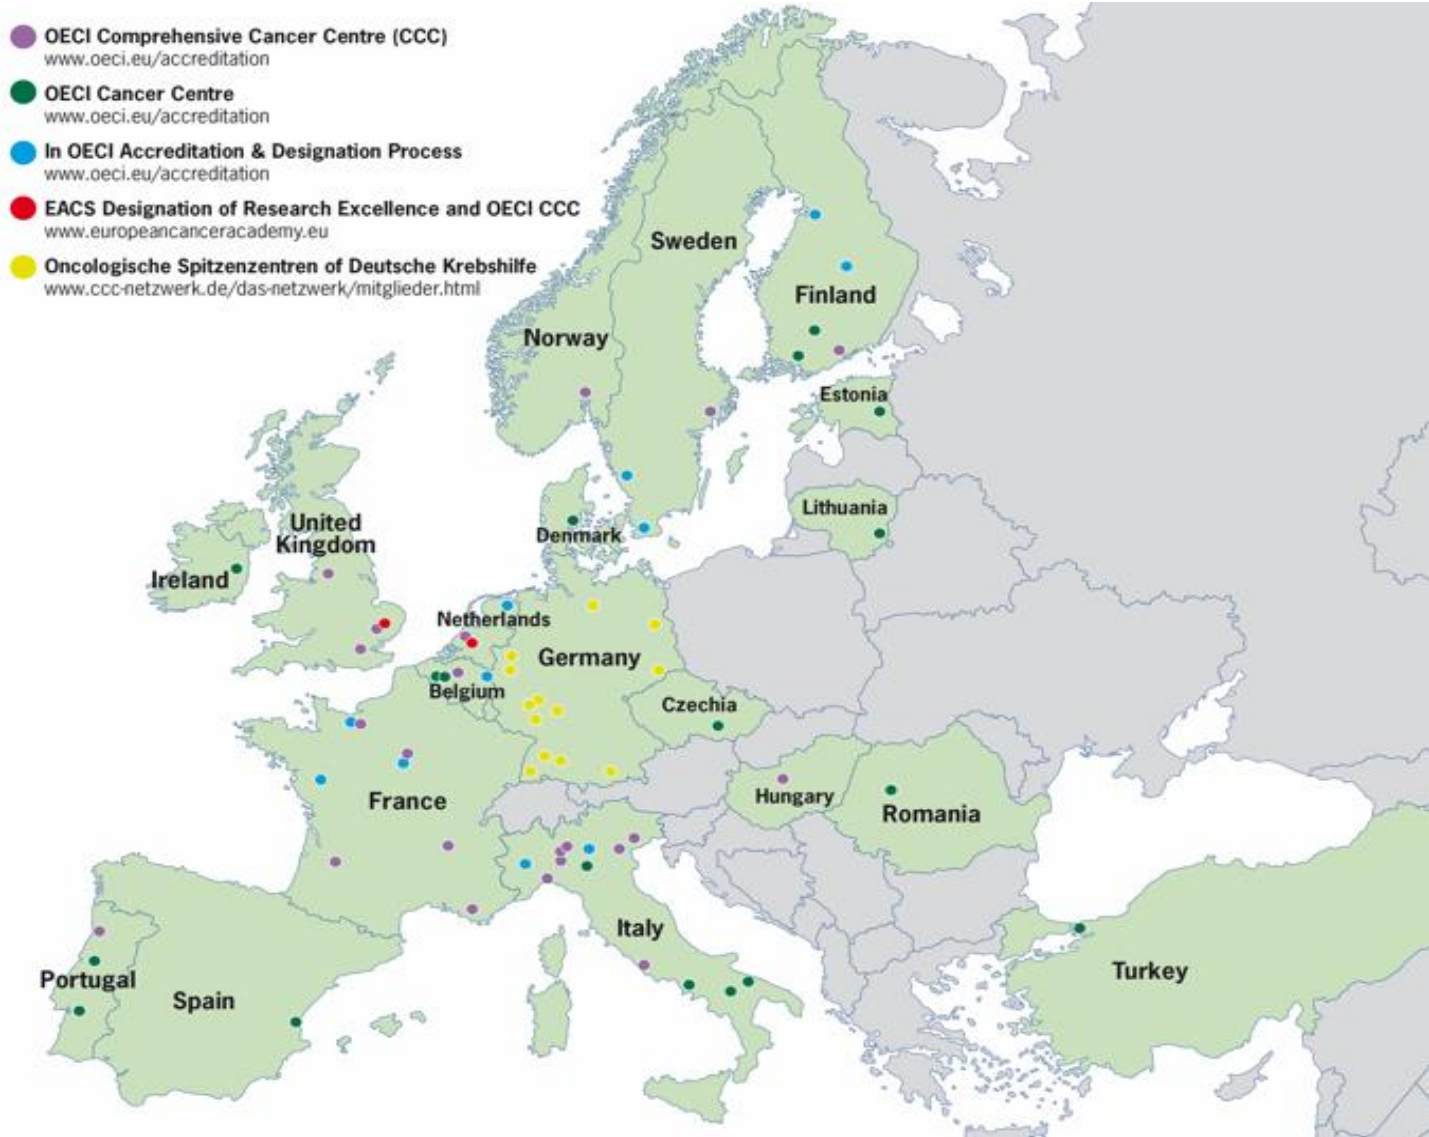 OECI Comprehensive Cancer Centre (CCC)
www.oeci.eu/accreditation
OECI Cancer Centre
www.oeci.eu/accreditation
In OECI Accreditation & Designation Process
www.oeci.eu/accreditation
EACS Designation of Research Excellence and OECI CCC
www.europeancanceracademy.eu
Oncologische Spitzenzentren of Deutsche Krebshilfe
www.ccc-netzwerk.de/das-netzwerk/mitglieder.html
Sweden
Finland
Norway
Estonia
Lithuania
United
Kingdom
Denmark
Ireland
Netherlands
Germany
Belgium
Czechia
France
Hungary
Romania
Italy
Portugal
Spain
Turkey